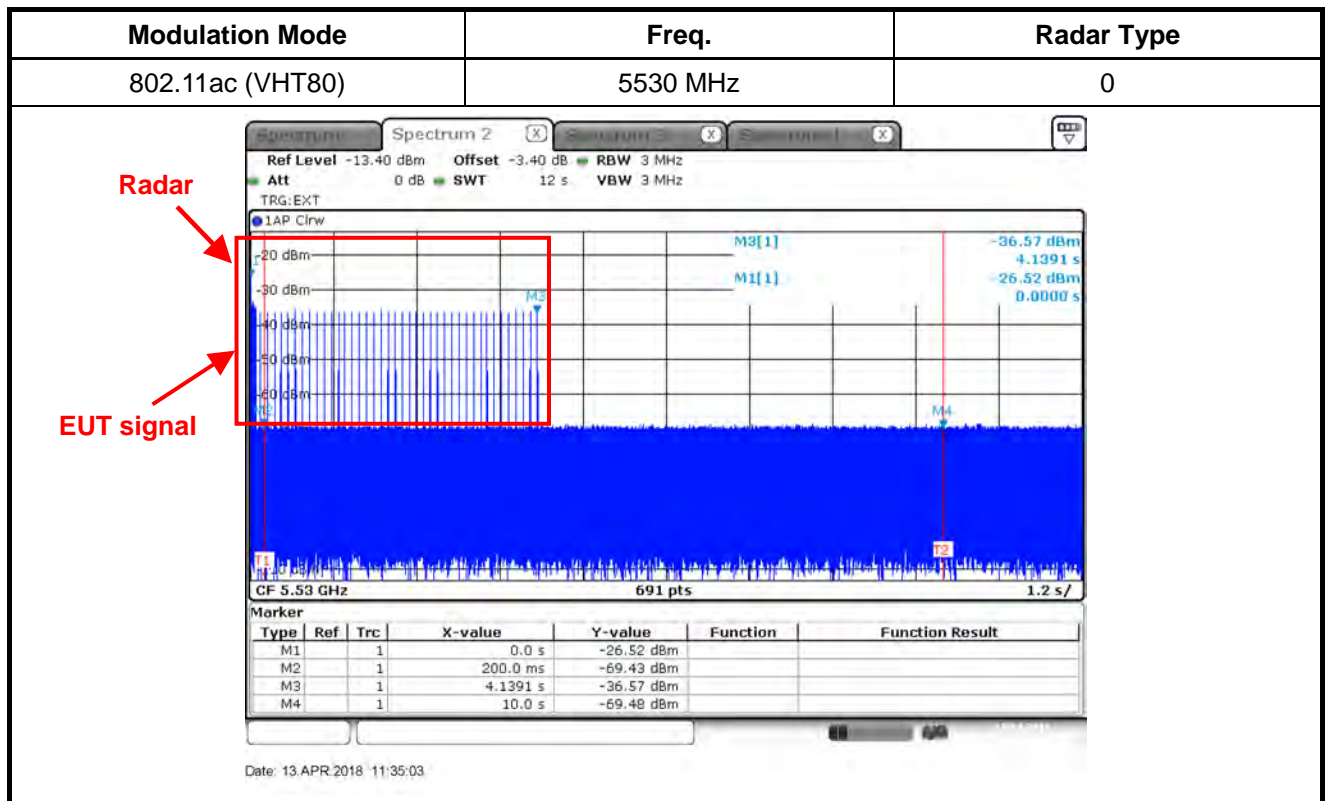 Modulation Mode Freq. Radar Type
802.11ac (VHT80) 5530 MHz 0
Spectrum 2
Ref Level -13.40 dBm Offset -3.40 dB RBW 3 MHz
Att 0 dB SWT 12 s VBW 3 MHz
TRG:EXT
1AP Clrw
Radar
EUT signal
M3[1] -36.57 dBm
4.1391 s
M1[1] -26.52 dBm
0.0000 s
-20 dBm
-30 dBm
M3
-40 dBm
-50 dBm
-60 dBm
M2 M4
T1 T2
CF 5.53 GHz 691 pts 1.2 s/
Marker
Type Ref Trc X-value Y-value Function Function Result
M1 1 0.0 s -26.52 dBm
M2 1 200.0 ms -69.43 dBm
M3 1 4.1391 s -36.57 dBm
M4 1 10.0 s -69.48 dBm
Date: 13.APR.2018 11:35:03